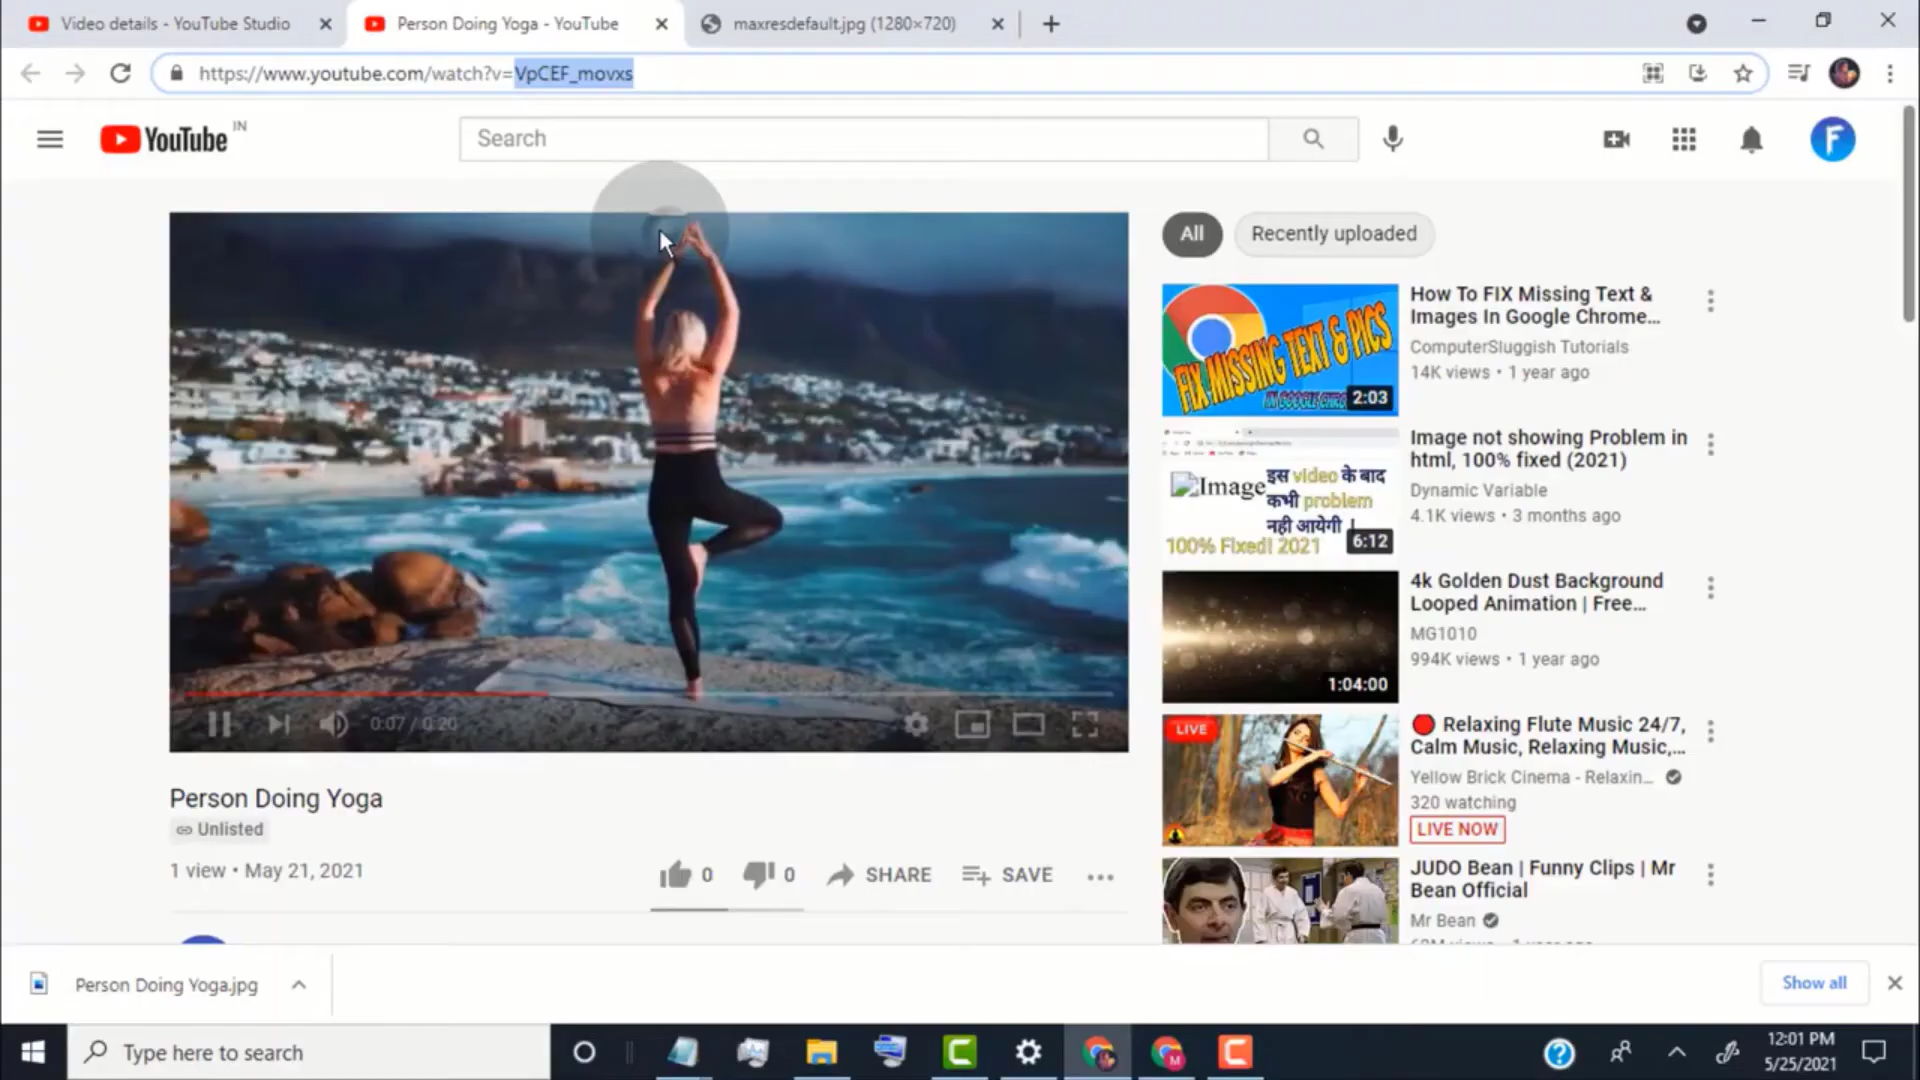 Video details - YouTube Studio
Person Doing Yoga - YouTube
maxresdefault.jpg (1280×720)
https://www.youtube.com/watch?v=VpCEF_movxs
YouTube IN
Search
F
All
Recently uploaded
FIX MISSING TEXT & PICS
IN GOOGLE CHRO
2:03
How To FIX Missing Text &
Images In Google Chrome...
ComputerSluggish Tutorials
14K views • 1 year ago
Image
इस video के बाद
कभी problem
नही आयेगी
100% Fixed! 2021
6:12
Image not showing Problem in
html, 100% fixed (2021)
Dynamic Variable
4.1K views • 3 months ago
1:04:00
4k Golden Dust Background
Looped Animation | Free...
MG1010
994K views • 1 year ago
LIVE
Relaxing Flute Music 24/7,
Calm Music, Relaxing Music,...
Yellow Brick Cinema - Relaxin...
320 watching
LIVE NOW
JUDO Bean | Funny Clips | Mr
Bean Official
Mr Bean
0:07 / 0:20
Person Doing Yoga
Unlisted
1 view • May 21, 2021
0
0
SHARE
SAVE
Person Doing Yoga.jpg
Show all
Type here to search
12:01 PM
5/25/2021